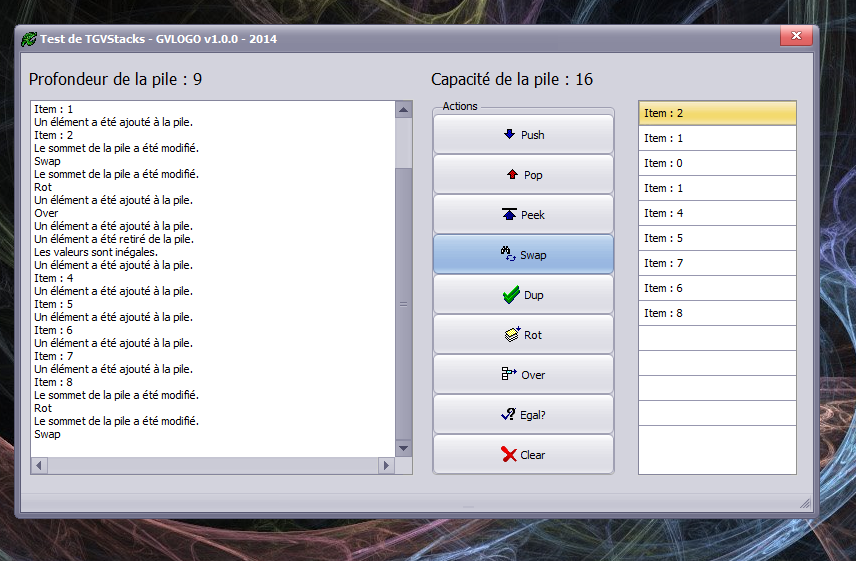 Test de TGVStacks - GVLOGO v1.0.0 - 2014
Profondeur de la pile : 9
Capacité de la pile : 16
Item : 1
Un élément a été ajouté à la pile.
Item : 2
Le sommet de la pile a été modifié.
Swap
Le sommet de la pile a été modifié.
Rot
Un élément a été ajouté à la pile.
Over
Un élément a été ajouté à la pile.
Un élément a été retiré de la pile.
Les valeurs sont inégales.
Un élément a été ajouté à la pile.
Item : 4
Un élément a été ajouté à la pile.
Item : 5
Un élément a été ajouté à la pile.
Item : 6
Un élément a été ajouté à la pile.
Item : 7
Un élément a été ajouté à la pile.
Item : 8
Le sommet de la pile a été modifié.
Rot
Le sommet de la pile a été modifié.
Swap
Actions
Push
Pop
Peek
Swap
Dup
Rot
Over
Egal?
Clear
Item : 2
Item : 1
Item : 0
Item : 1
Item : 4
Item : 5
Item : 7
Item : 6
Item : 8